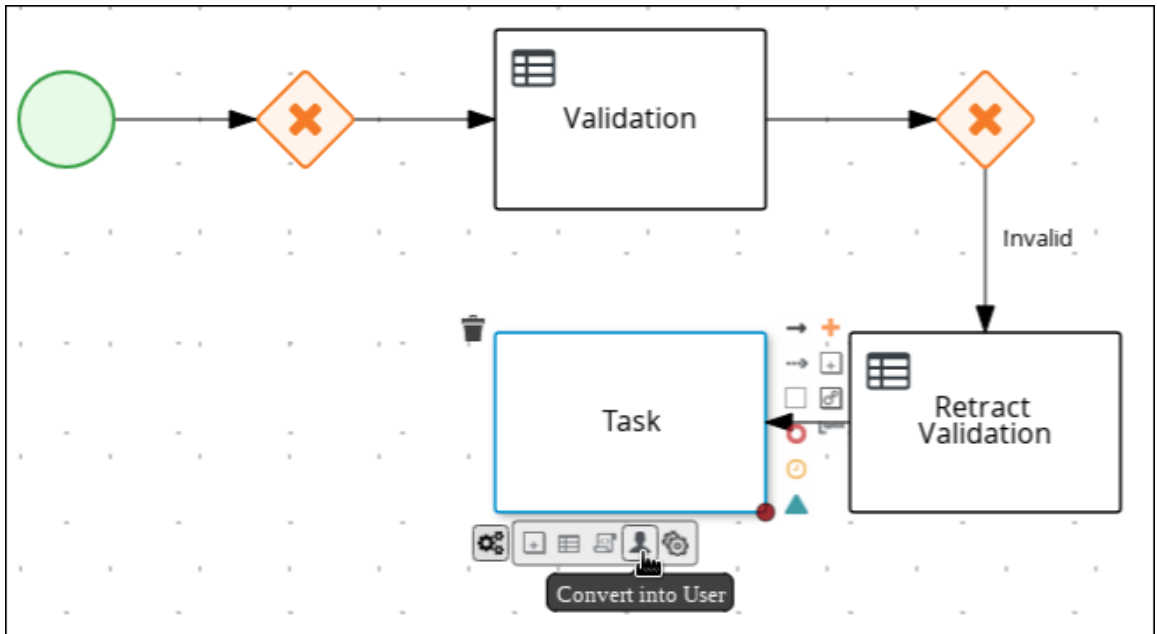 Validation
Invalid
Task
Retract
Validation
Convert into User